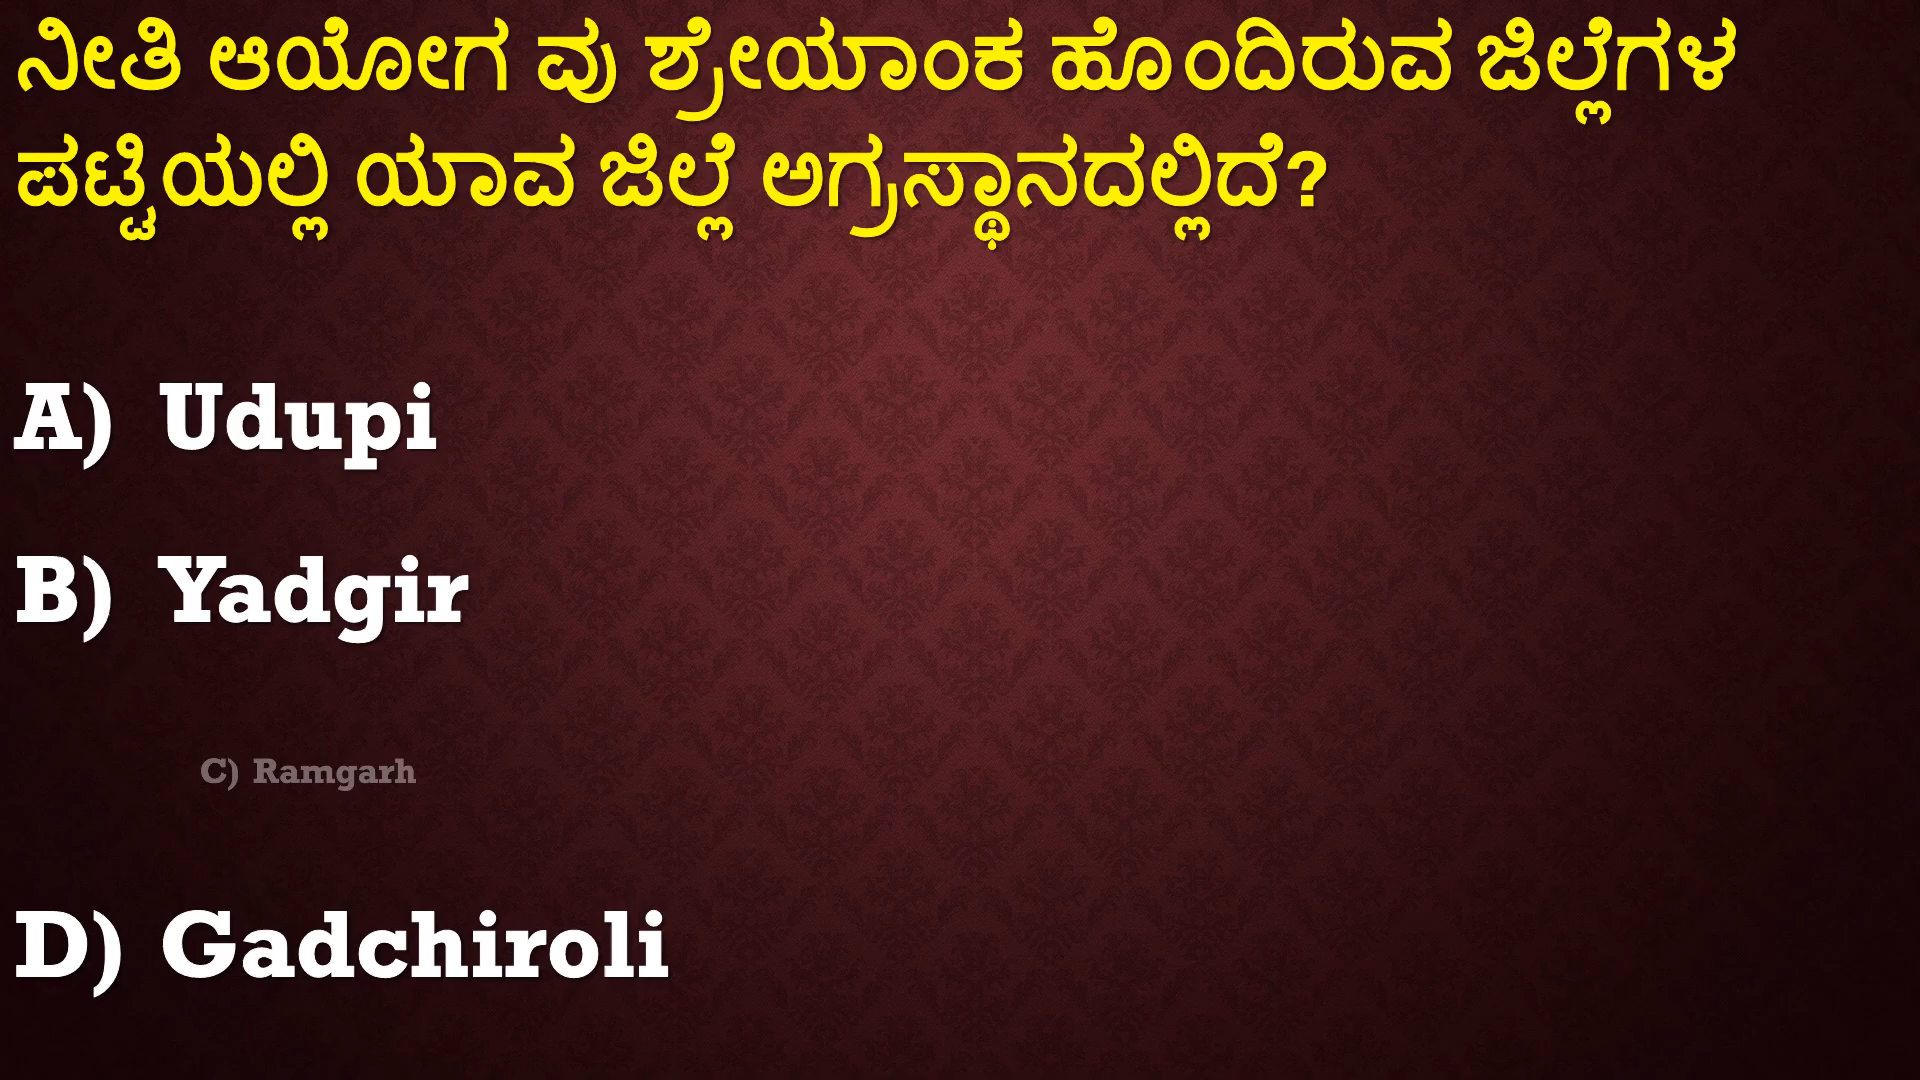 ನೀತಿ ಆಯೋಗ ವು ಶ್ರೇಯಾಂಕ ಹೊಂದಿರುವ ಜಿಲ್ಲೆಗಳ
ಪಟ್ಟಿಯಲ್ಲಿ ಯಾವ ಜಿಲ್ಲೆ ಅಗ್ರಸ್ಥಾನದಲ್ಲಿದೆ?
A) Udupi
B) Yadgir
C) Ramgarh
D) Gadchiroli